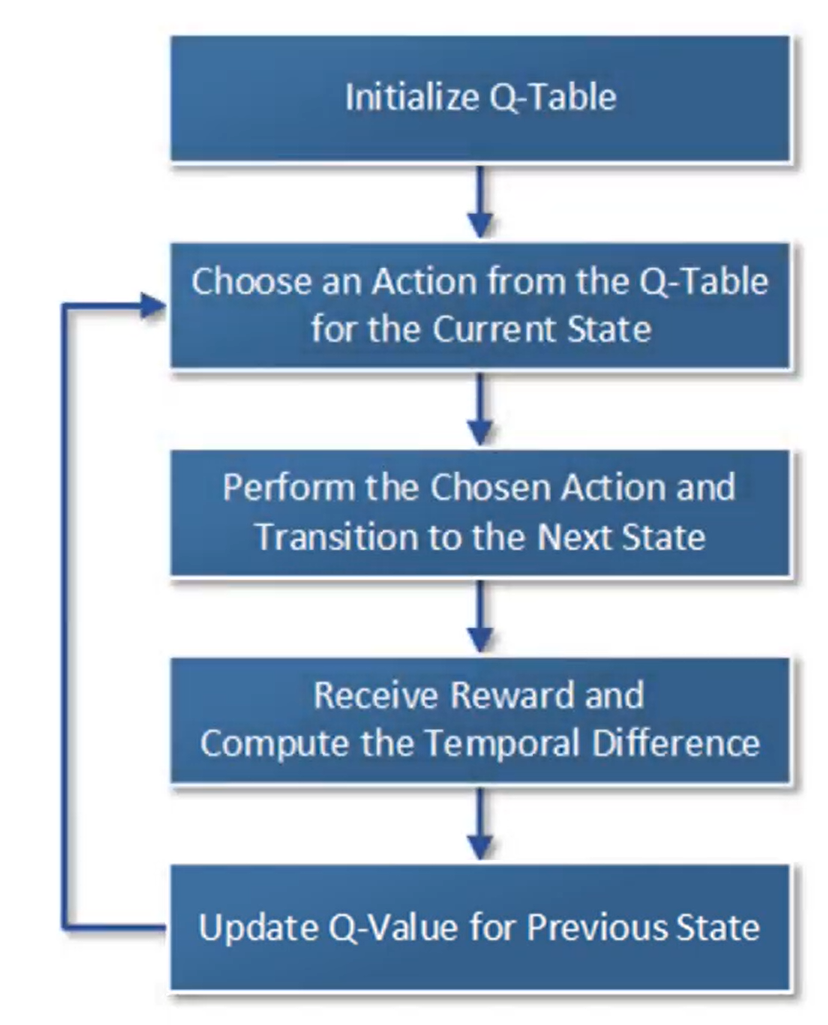 Initialize Q-Table
Choose an Action from the Q-Table
for the Current State
Perform the Chosen Action and
Transition to the Next State
Receive Reward and
Compute the Temporal Difference
Update Q-Value for Previous State